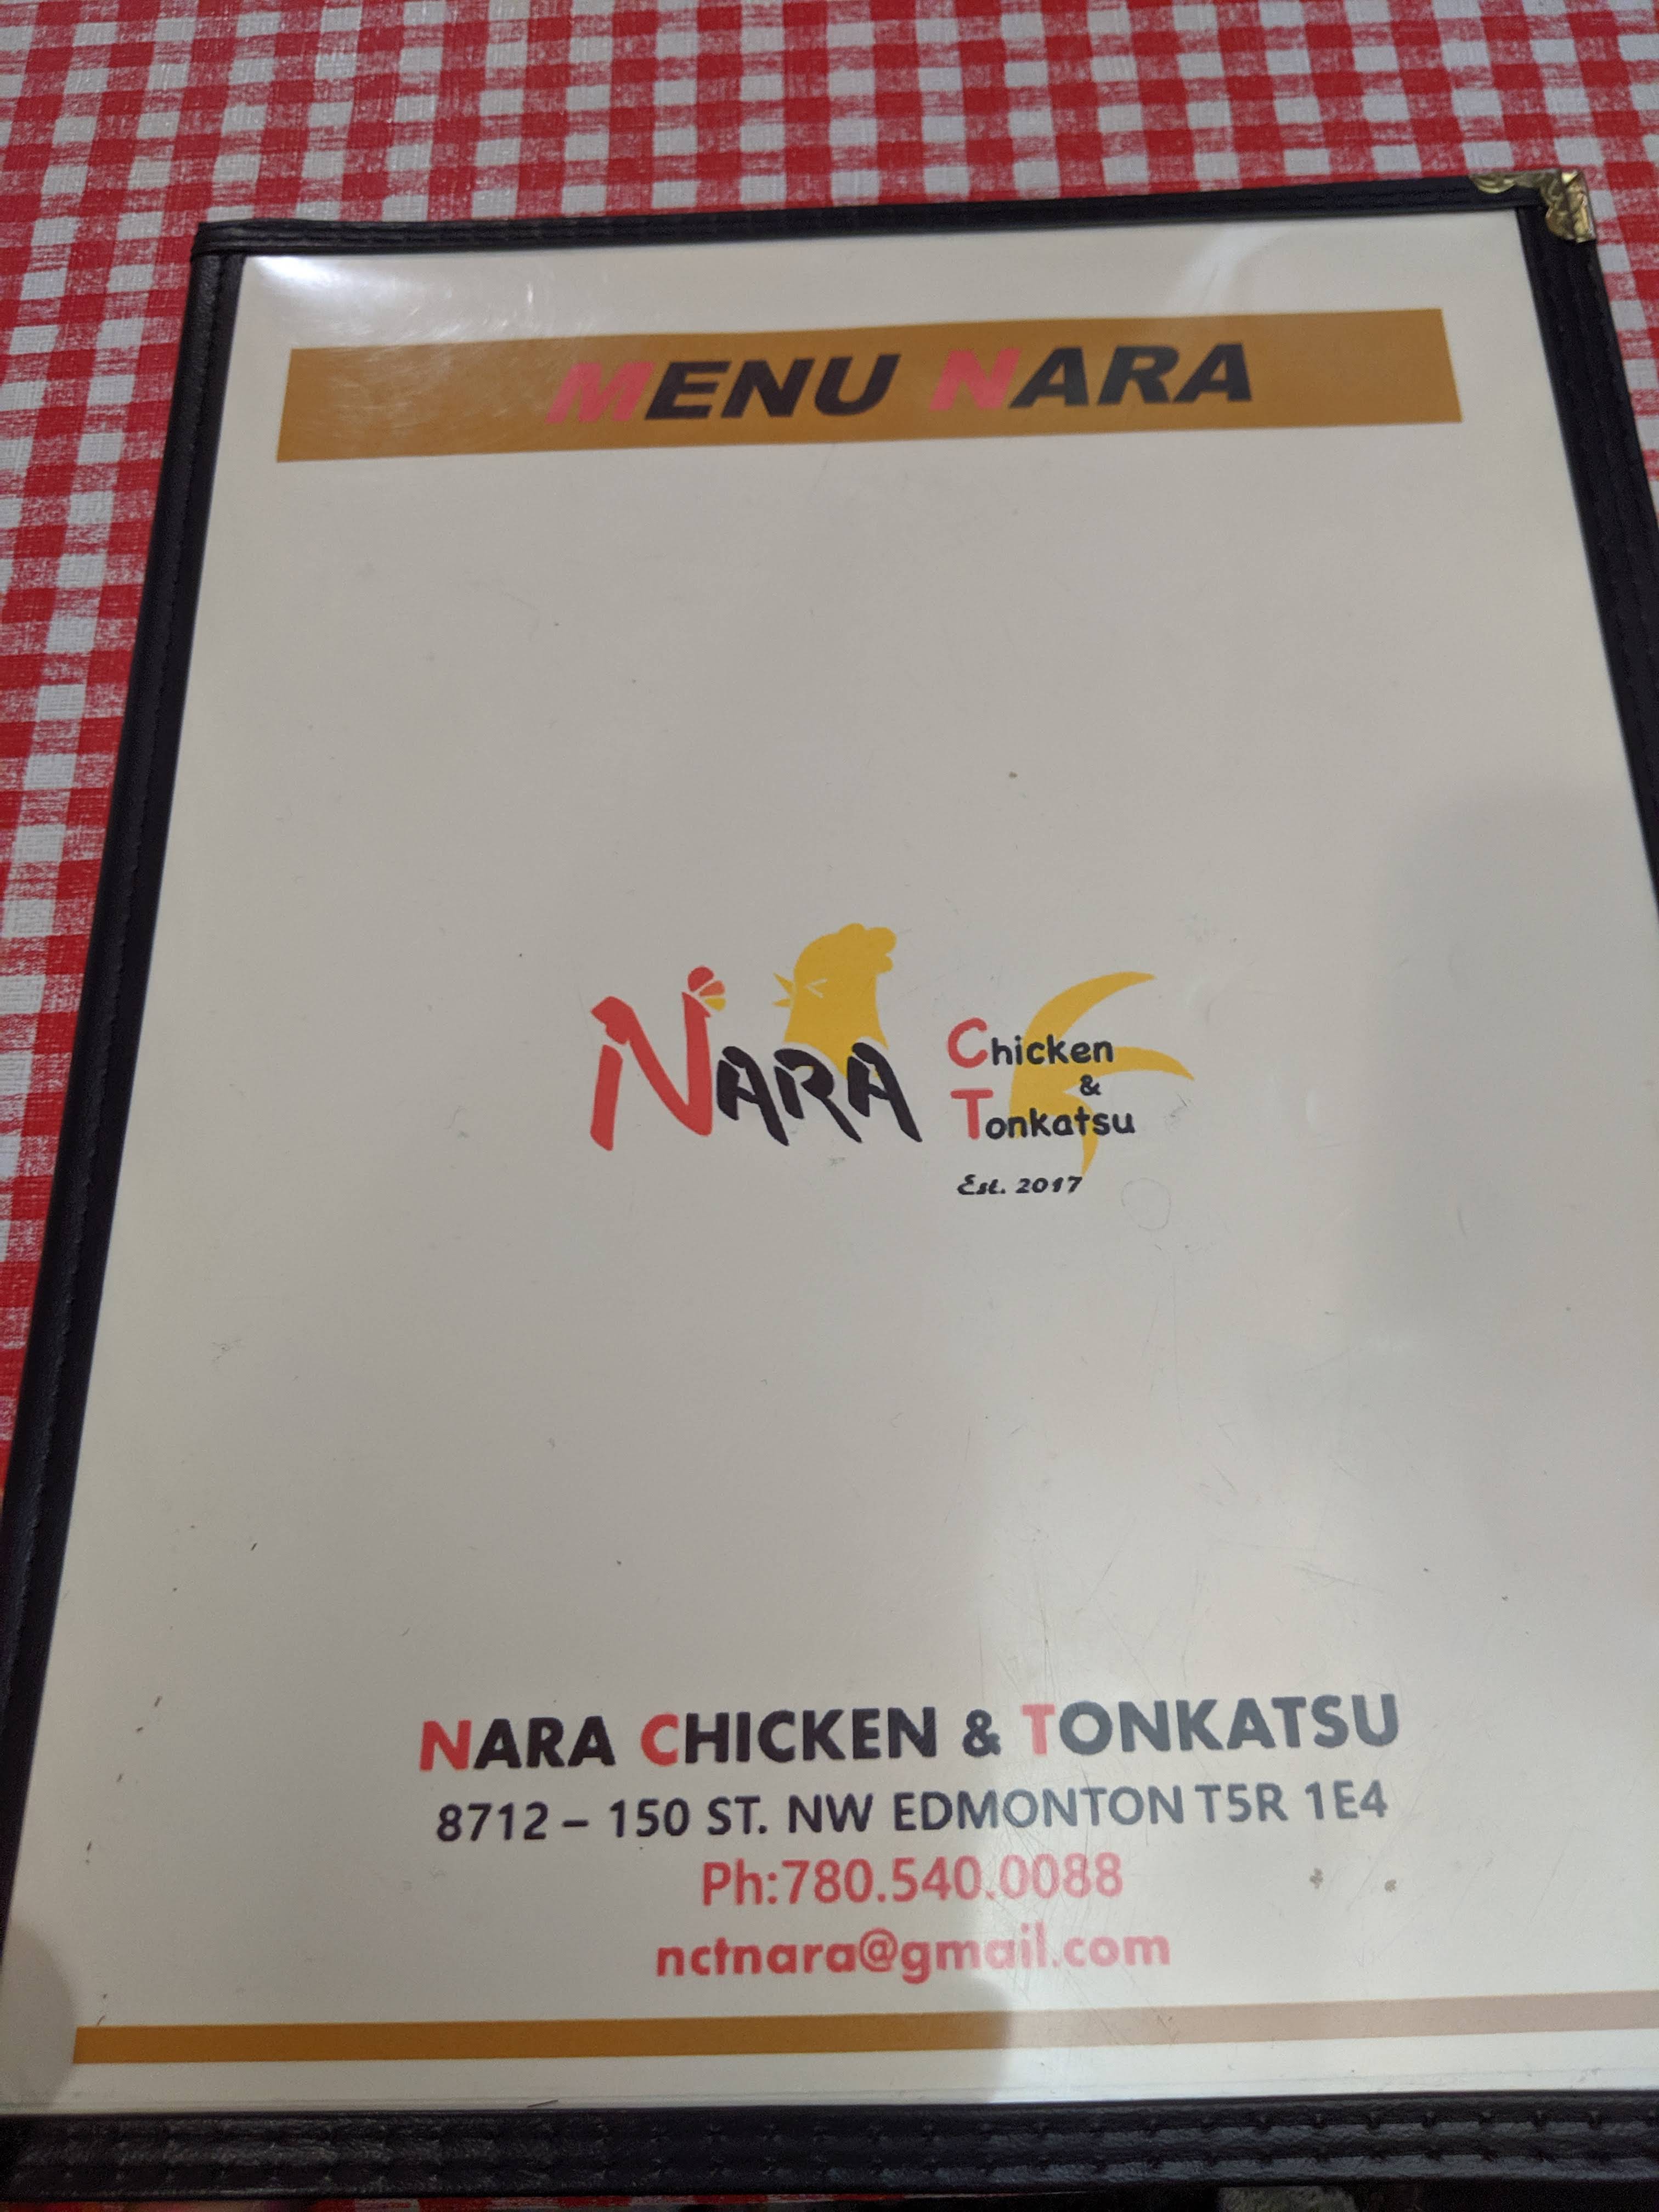 MENU NARA
NARA
Chicken
&
Tonkatsu
Est. 2017
NARA CHICKEN & TONKATSU
8712 – 150 ST. NW EDMONTON T5R 1E4
Ph:780.540.0088
nctnara@gmail.com